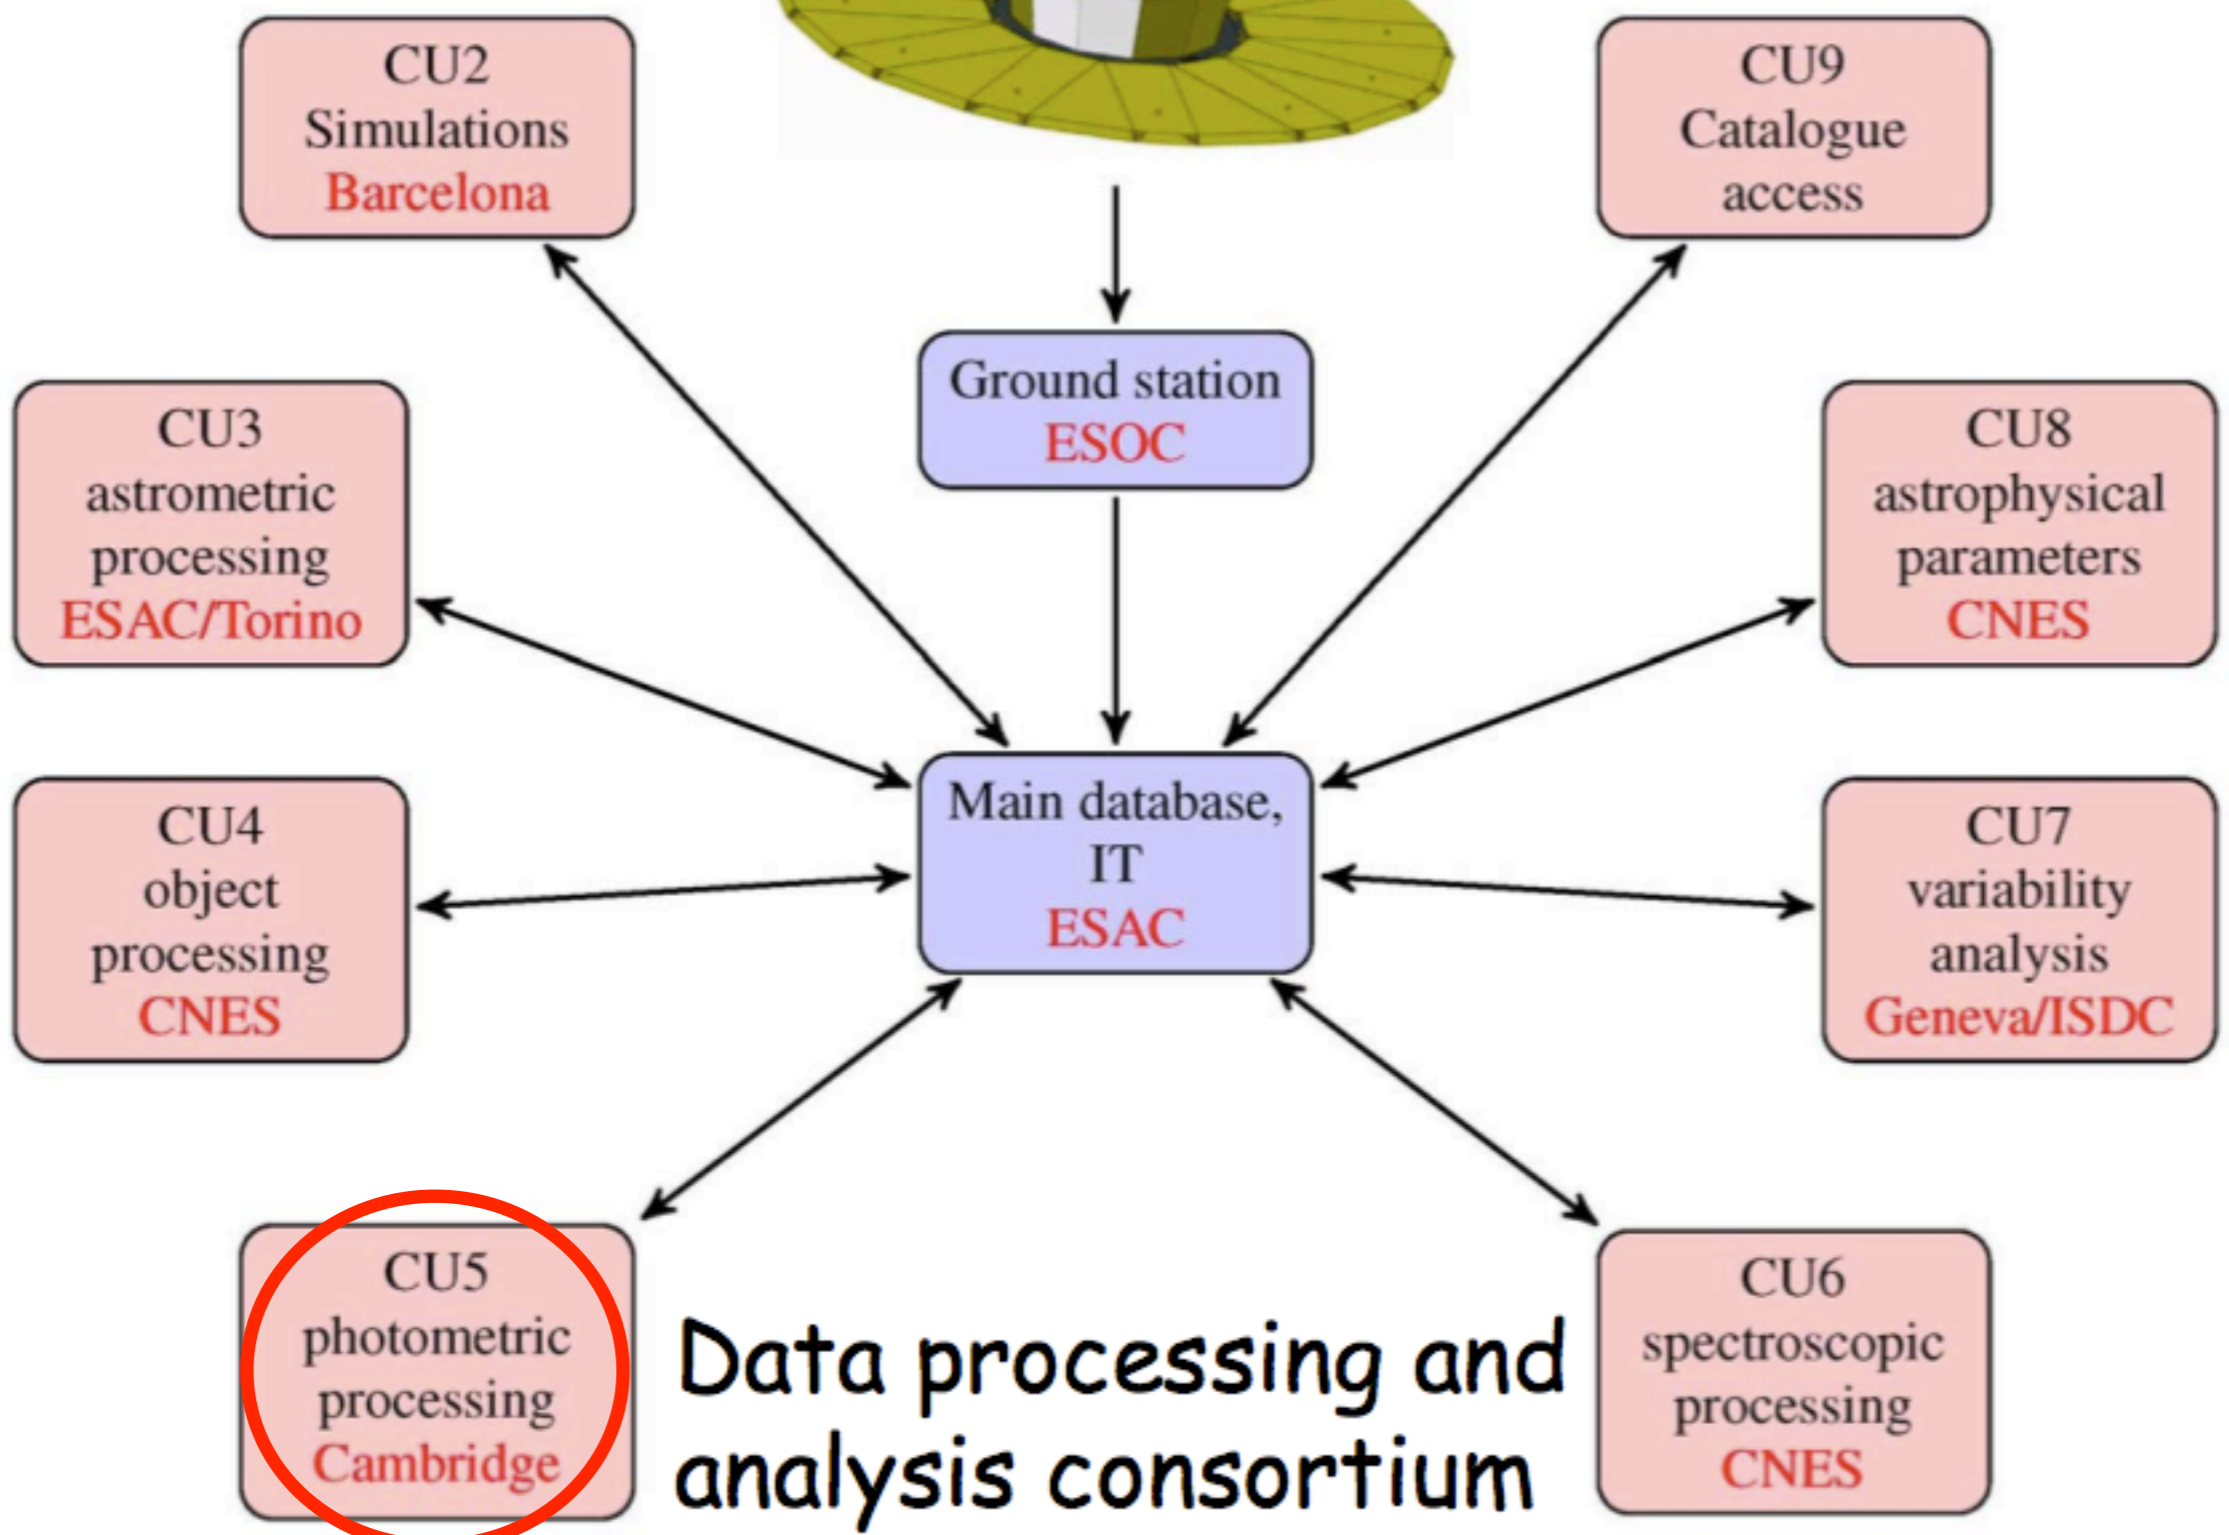 CU2
Simulations
Barcelona
CU9
Catalogue
access
Ground station
ESOC
CU3
astrometric
processing
ESAC/Torino
CU8
astrophysical
parameters
CNES
Main database,
IT
ESAC
CU4
object
processing
CNES
CU7
variability
analysis
Geneva/ISDC
CU5
photometric
processing
Cambridge
Data processing and
analysis consortium
CU6
spectroscopic
processing
CNES